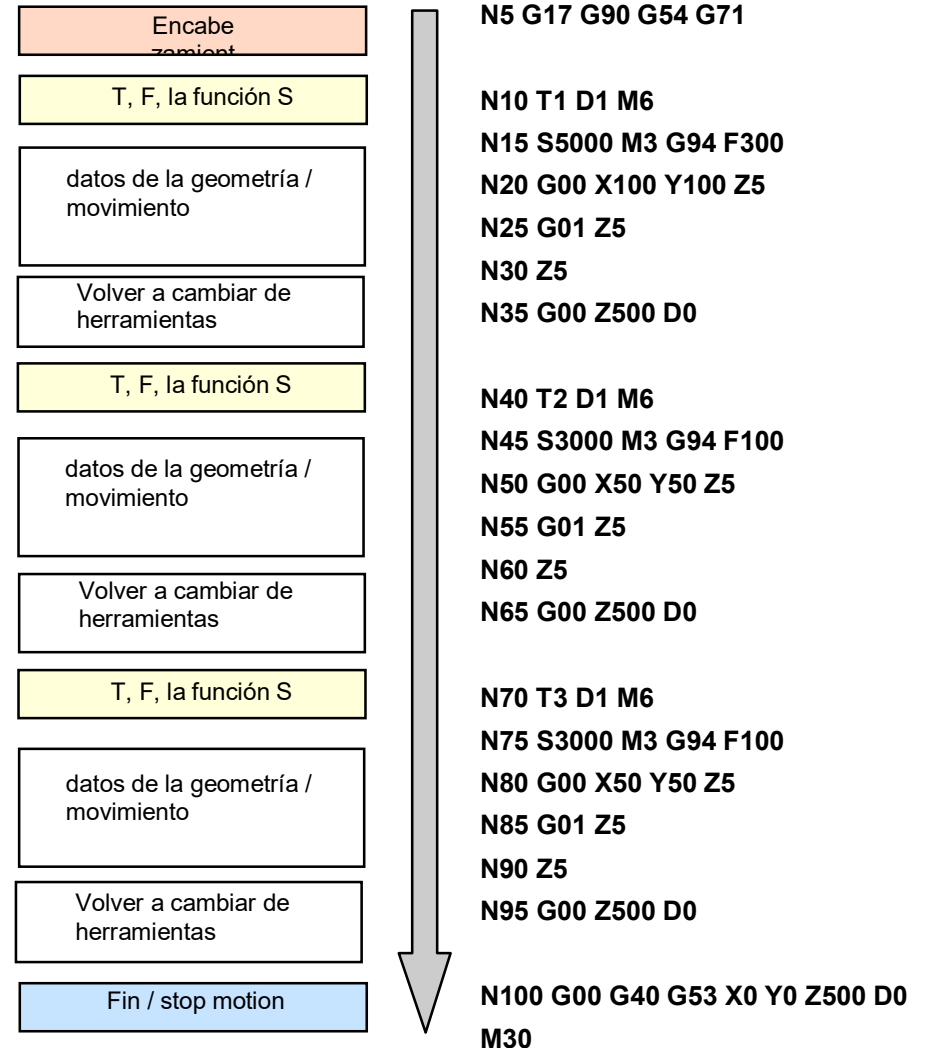 Encabe
zamient
T, F, la función S
datos de la geometría /
movimiento
Volver a cambiar de
herramientas
T, F, la función S
datos de la geometría /
movimiento
Volver a cambiar de
herramientas
T, F, la función S
datos de la geometría /
movimiento
Volver a cambiar de
herramientas
Fin / stop motion
N5 G17 G90 G54 G71
N10 T1 D1 M6
N15 S5000 M3 G94 F300
N20 G00 X100 Y100 Z5
N25 G01 Z5
N30 Z5
N35 G00 Z500 D0
N40 T2 D1 M6
N45 S3000 M3 G94 F100
N50 G00 X50 Y50 Z5
N55 G01 Z5
N60 Z5
N65 G00 Z500 D0
N70 T3 D1 M6
N75 S3000 M3 G94 F100
N80 G00 X50 Y50 Z5
N85 G01 Z5
N90 Z5
N95 G00 Z500 D0
N100 G00 G40 G53 X0 Y0 Z500 D0
M30